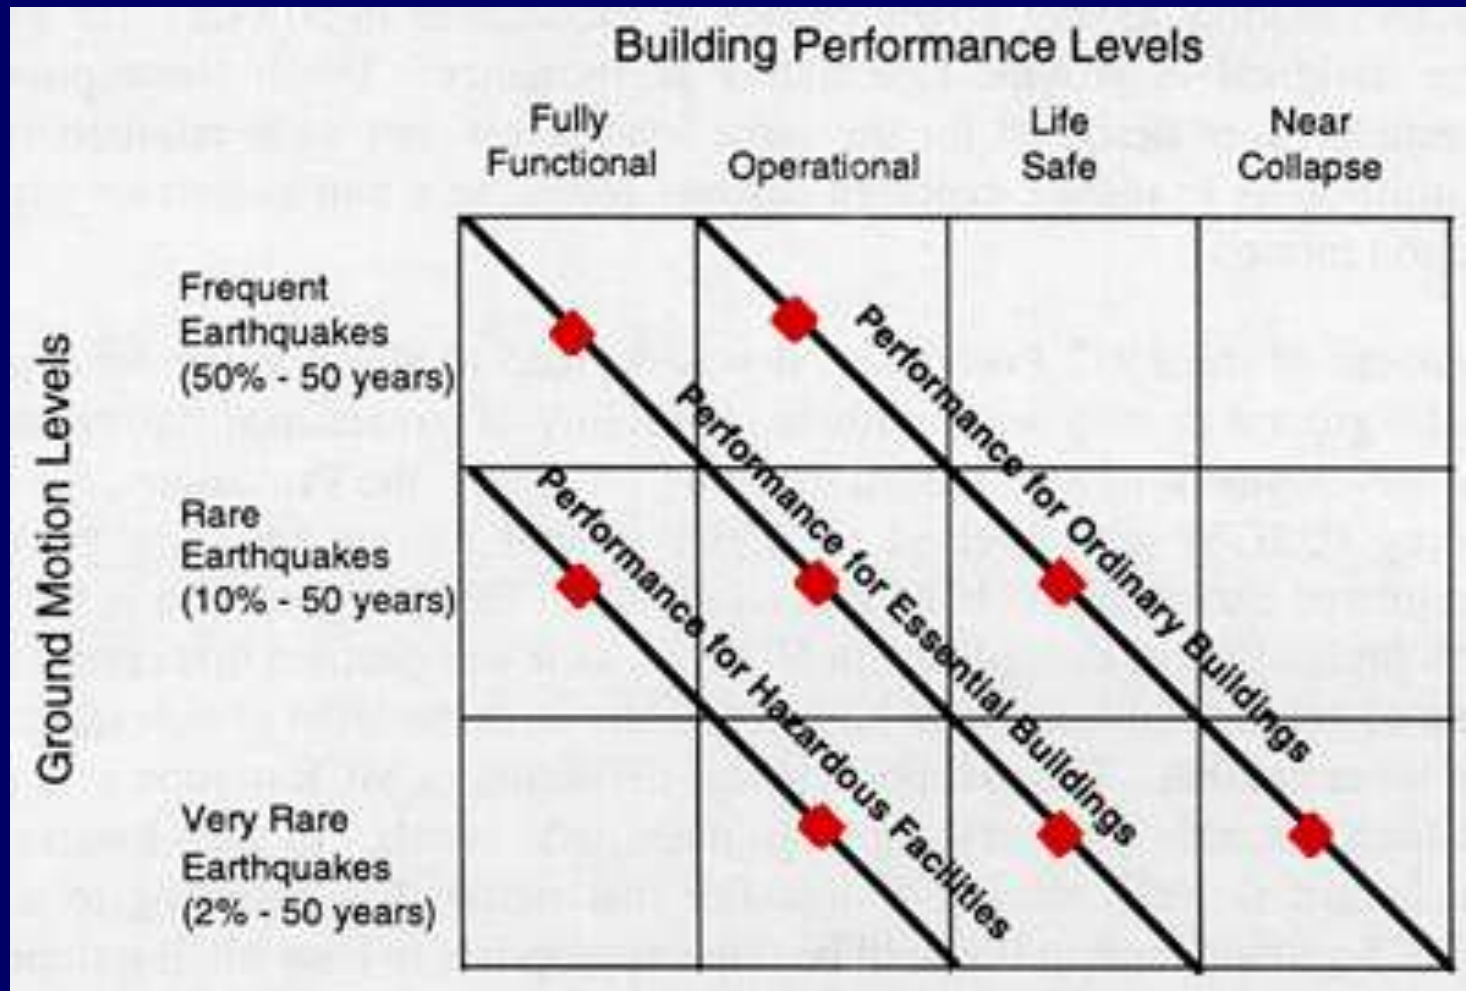 Building Performance Levels
Fully
Functional
Operational
Life
Safe
Near
Collapse
Ground Motion Levels
Frequent
Earthquakes
(50% - 50 years)
Rare
Earthquakes
(10% - 50 years)
Very Rare
Earthquakes
(2% - 50 years)
Performance for Ordinary Buildings
Performance for Essential Buildings
Performance for Hazardous Facilities